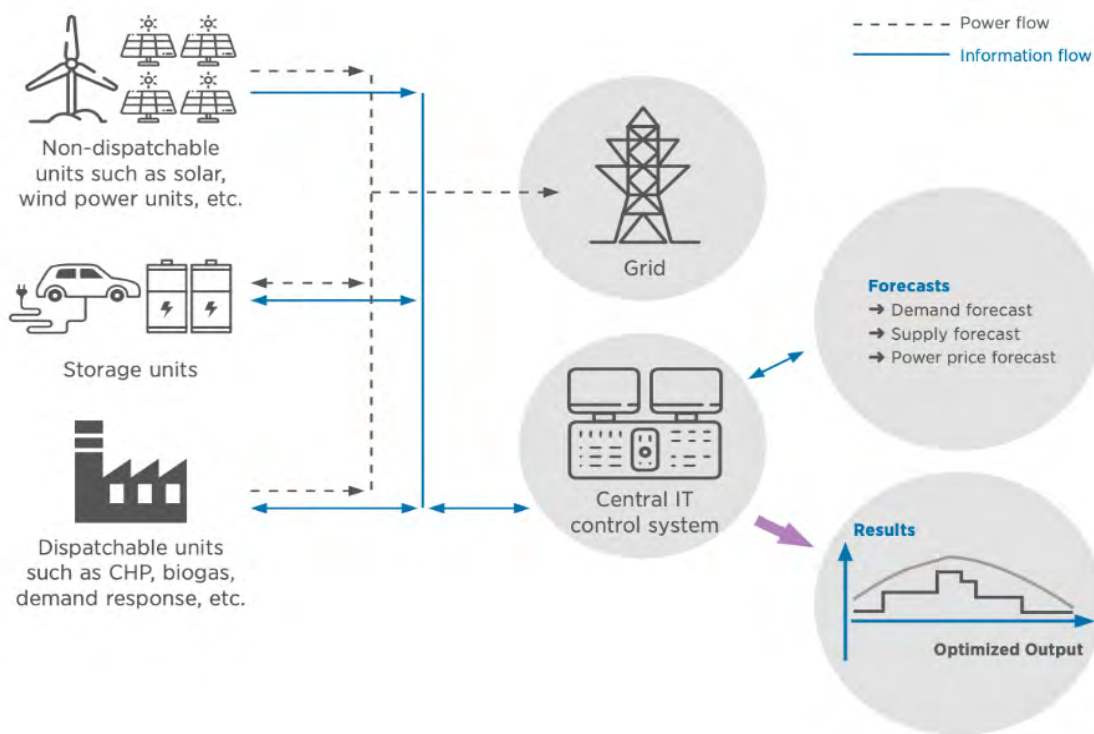 Power flow
Information flow
Non-dispatchable
units such as solar,
wind power units, etc.
Grid
Storage units
Forecasts
➔ Demand forecast
➔ Supply forecast
➔ Power price forecast
Central IT
control system
Dispatchable units
such as CHP, biogas,
demand response, etc.
Results
Optimized Output